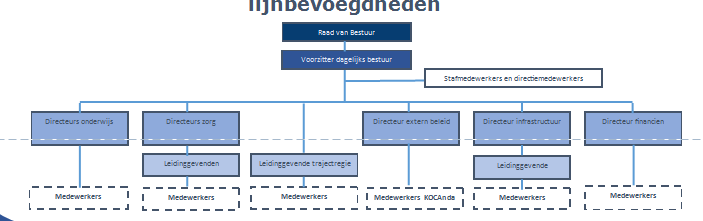 lijnbevoegdheden
Raad van Bestuur
Voorzitter dagelijks bestuur
Stafmedewerkers en directiemedewerkers
Directeurs onderwijs
Directeurs zorg
Directeur extern beleid
Directeur infrastructuur
Directeur financien
Leidinggevenden
Leidinggevende trajectregie
Leidinggevende
Medewerkers
Medewerkers
Medewerkers
Medewerkers KOCAnda
Medewerkers
Medewerkers